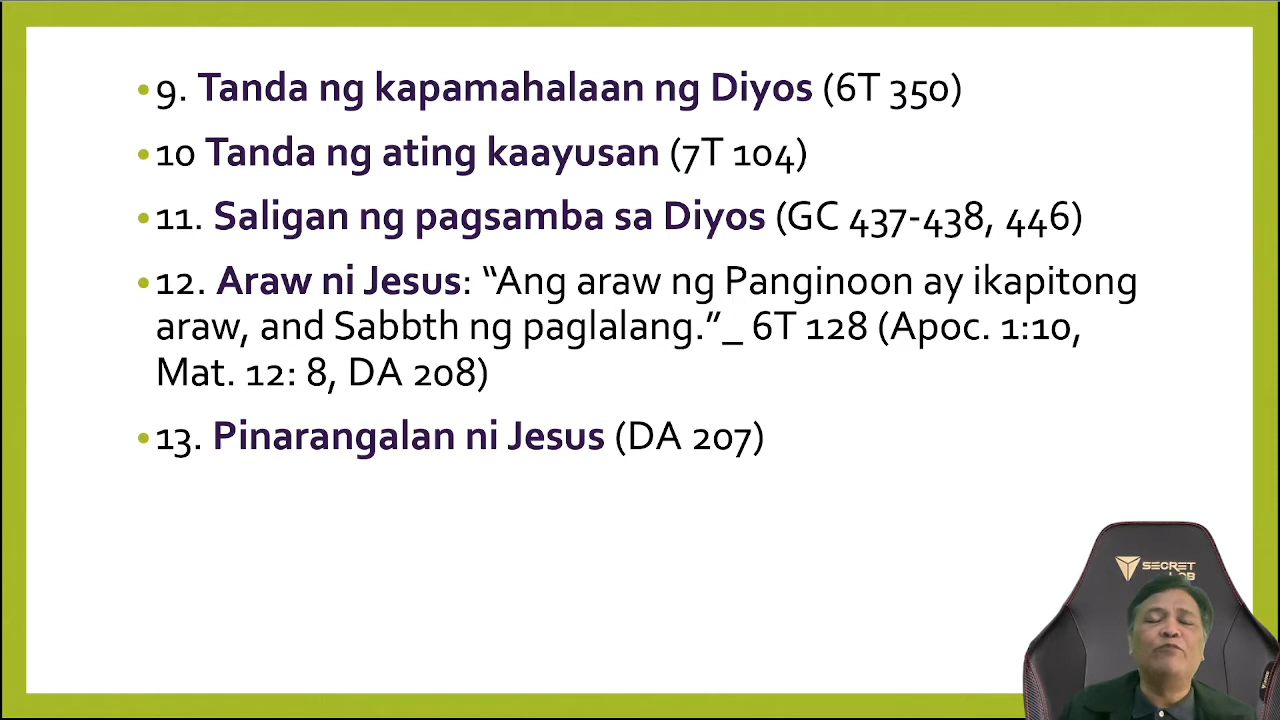 •9. Tanda ng kapamahalaan ng Diyos (6T 350)
•10 Tanda ng ating kaayusan (7T 104)
•11. Saligan ng pagsamba sa Diyos (GC 437-438, 446)
•12. Araw ni Jesus: “Ang araw ng Panginoon ay ikapitong
araw, and Sabbth ng paglalang.”_ 6T 128 (Apoc. 1:10,
Mat. 12: 8, DA 208)
•13. Pinarangalan ni Jesus (DA 207)
SECRET